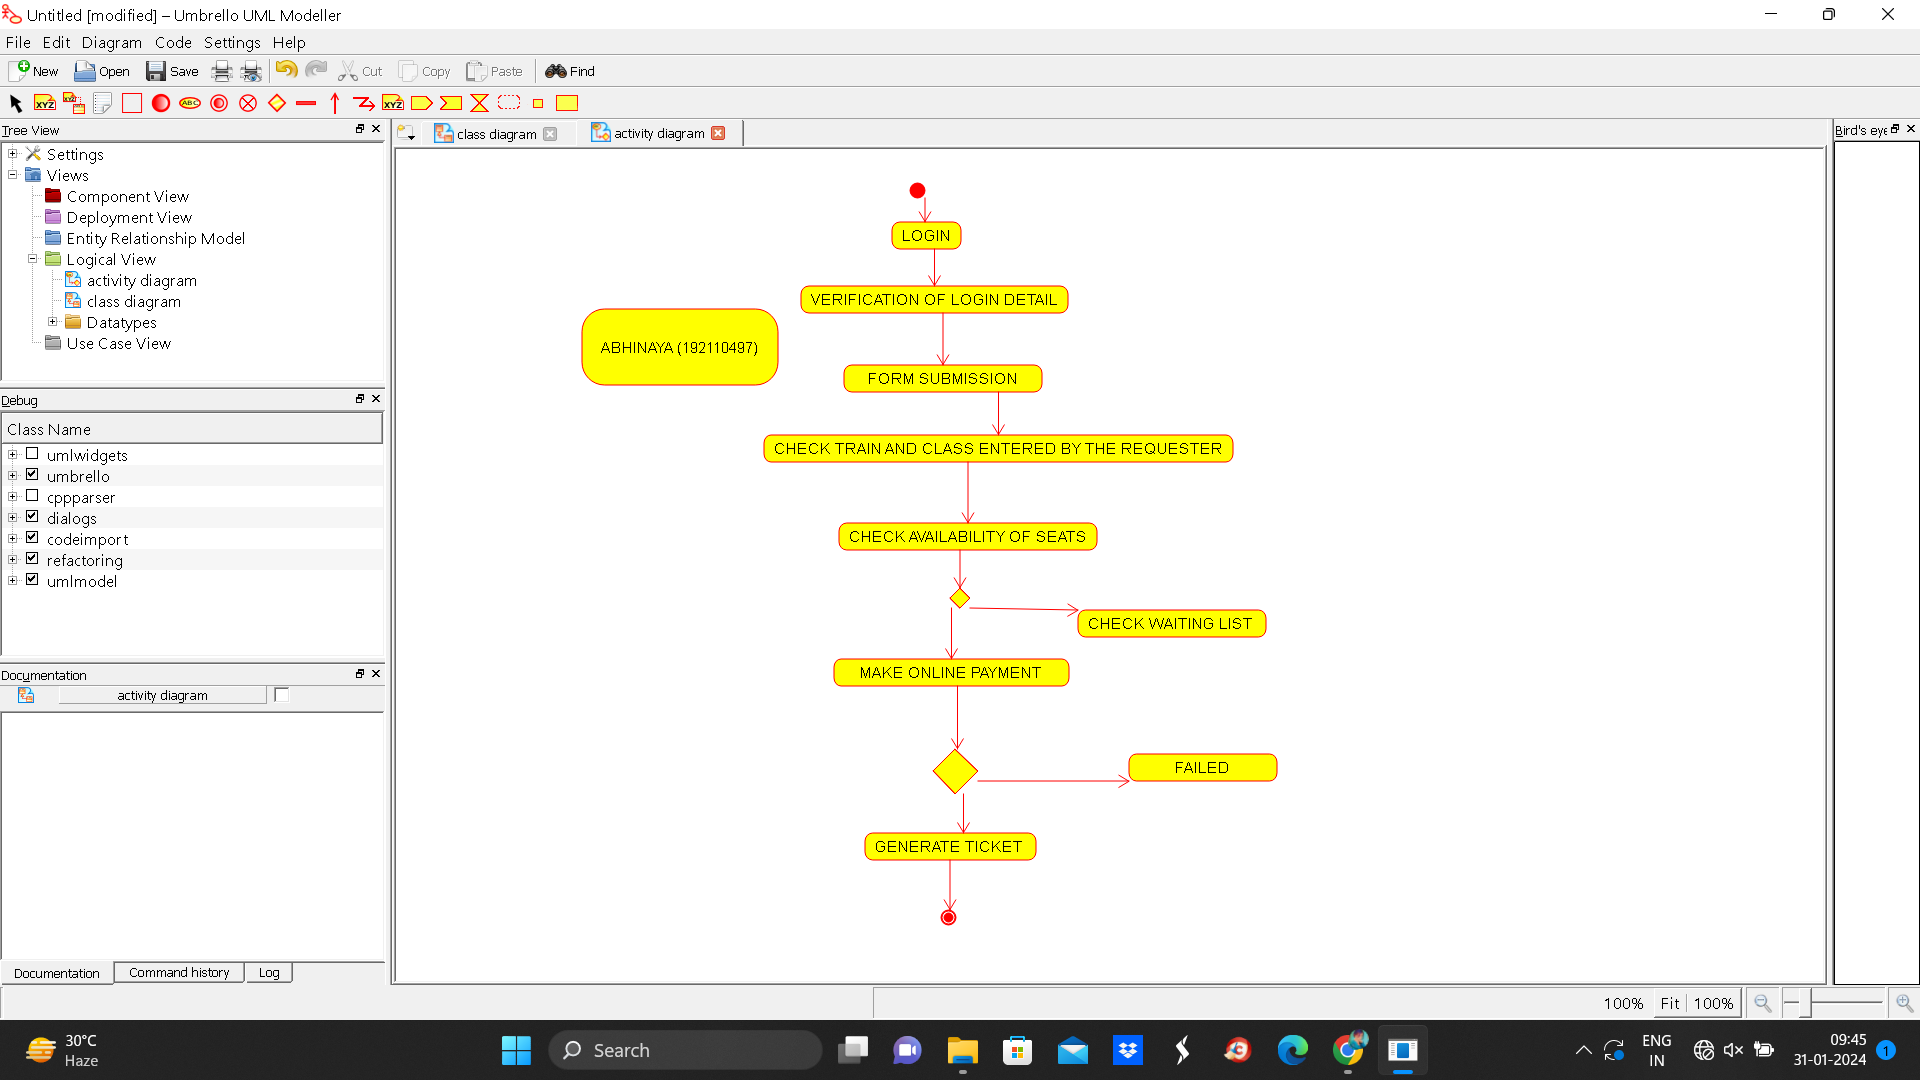 Untitled [modified] – Umbrello UML Modeller
File Edit Diagram Code Settings Help
New Open Save Cut Copy Paste Find
XYZ XYZ ABC XYZ
Tree View
Settings
Views
Component View
Deployment View
Entity Relationship Model
Logical View
activity diagram
class diagram
Datatypes
Use Case View
Debug
Class Name
umlwidgets
umbrello
cppparser
dialogs
codeimport
refactoring
umlmodel
Documentation
activity diagram
Documentation Command history Log
class diagram activity diagram
LOGIN
VERIFICATION OF LOGIN DETAIL
ABHINAYA (192110497)
FORM SUBMISSION
CHECK TRAIN AND CLASS ENTERED BY THE REQUESTER
CHECK AVAILABILITY OF SEATS
CHECK WAITING LIST
MAKE ONLINE PAYMENT
FAILED
GENERATE TICKET
Bird's eye
100% Fit 100%
30°C
Haze
Search
ENG
IN
09:45
31-01-2024
1